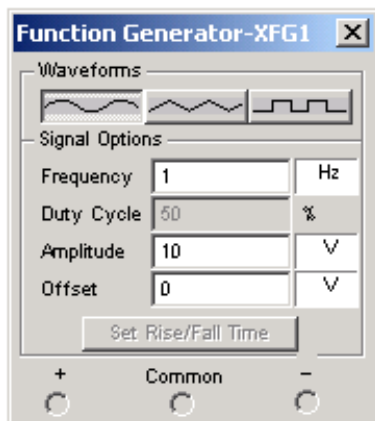 Function Generator-XFG1
Waveforms
Signal Options
Frequency 1 Hz
Duty Cycle 50 %
Amplitude 10 V
Offset 0 V
Set Rise/Fall Time
+ Common −